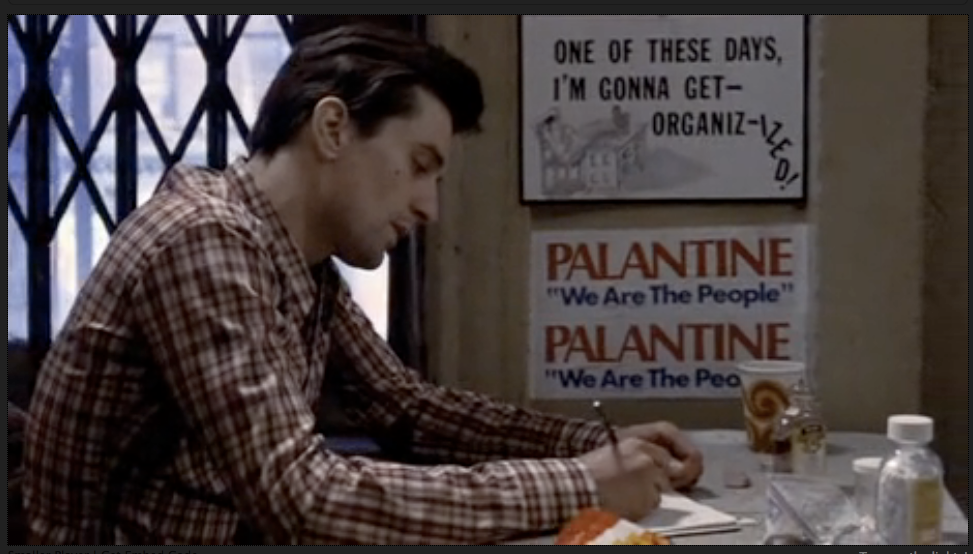 ONE OF THESE DAYS,
I'M GONNA GET—
ORGANIZ-IZED!
PALANTINE
"We Are The People"
PALANTINE
"We Are The Peo